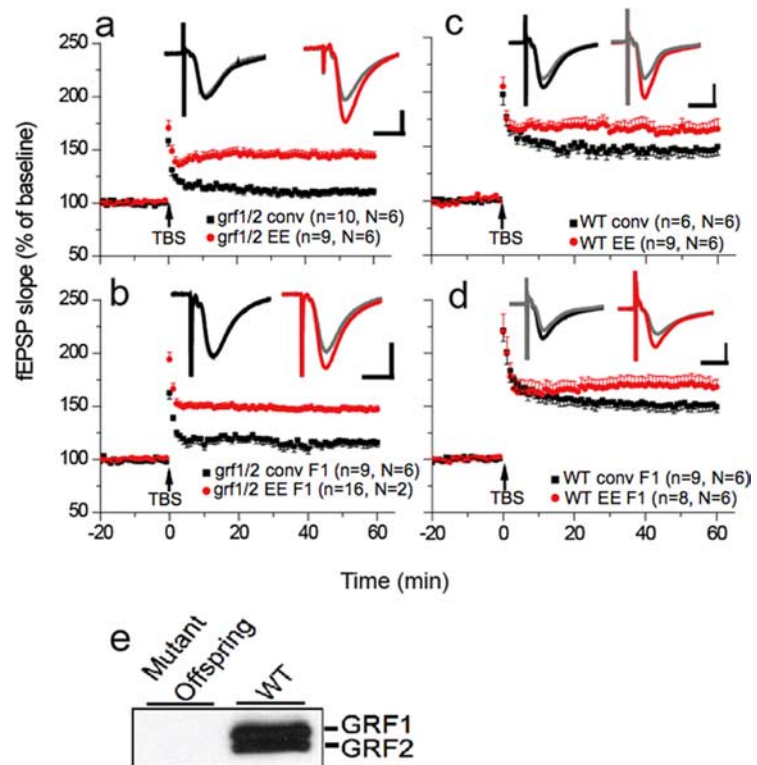 fEPSP slope (% of baseline)
a
250
200
150
100
50
TBS
grf1/2 conv (n=10, N=6)
grf1/2 EE (n=9, N=6)
b
250
200
150
100
-20 0 20 40 60
TBS
grf1/2 conv F1 (n=9, N=6)
grf1/2 EE F1 (n=16, N=2)
c
TBS
WT conv (n=6, N=6)
WT EE (n=9, N=6)
d
-20 0 20 40 60
TBS
WT conv F1 (n=9, N=6)
WT EE F1 (n=8, N=6)
Time (min)
e
Mutant
Offspring
WT
GRF1
GRF2